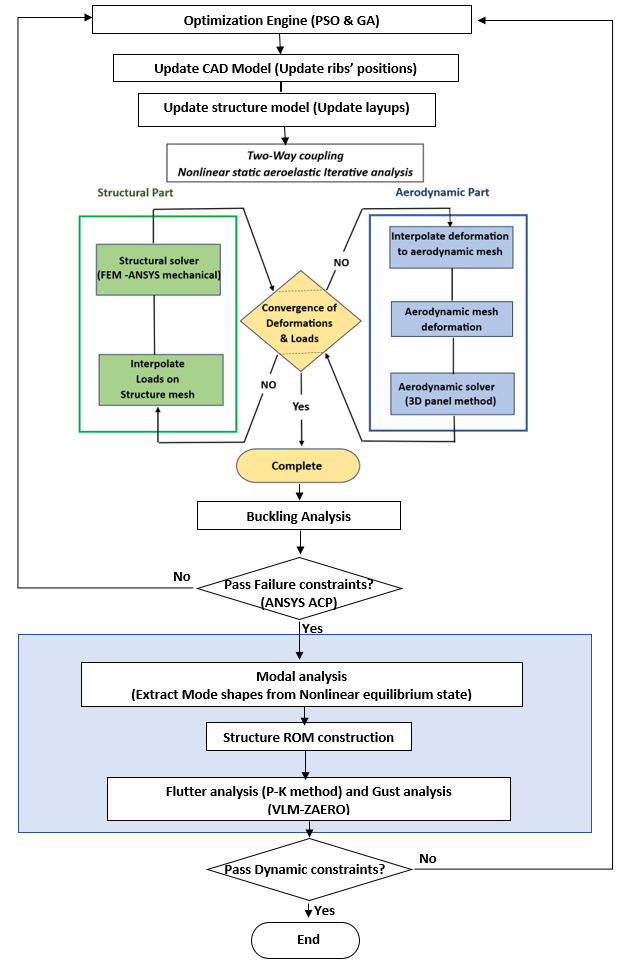 Optimization Engine (PSO & GA)
Update CAD Model (Update ribs' positions)
Update structure model (Update layups)
Two-Way coupling
Nonlinear static aeroelastic Iterative analysis
Structural Part
Aerodynamic Part
Structural solver
(FEM -ANSYS mechanical)
Interpolate
Loads on
Structure mesh
NO
Convergence of
Deformations
& Loads
NO
Yes
Interpolate deformation
to aerodynamic mesh
Aerodynamic mesh
deformation
Aerodynamic solver
(3D panel method)
Complete
Buckling Analysis
No
Pass Failure constraints?
(ANSYS ACP)
Yes
Modal analysis
(Extract Mode shapes from Nonlinear equilibrium state)
Structure ROM construction
Flutter analysis (P-K method) and Gust analysis
(VLM-ZAERO)
Pass Dynamic constraints?
No
Yes
End